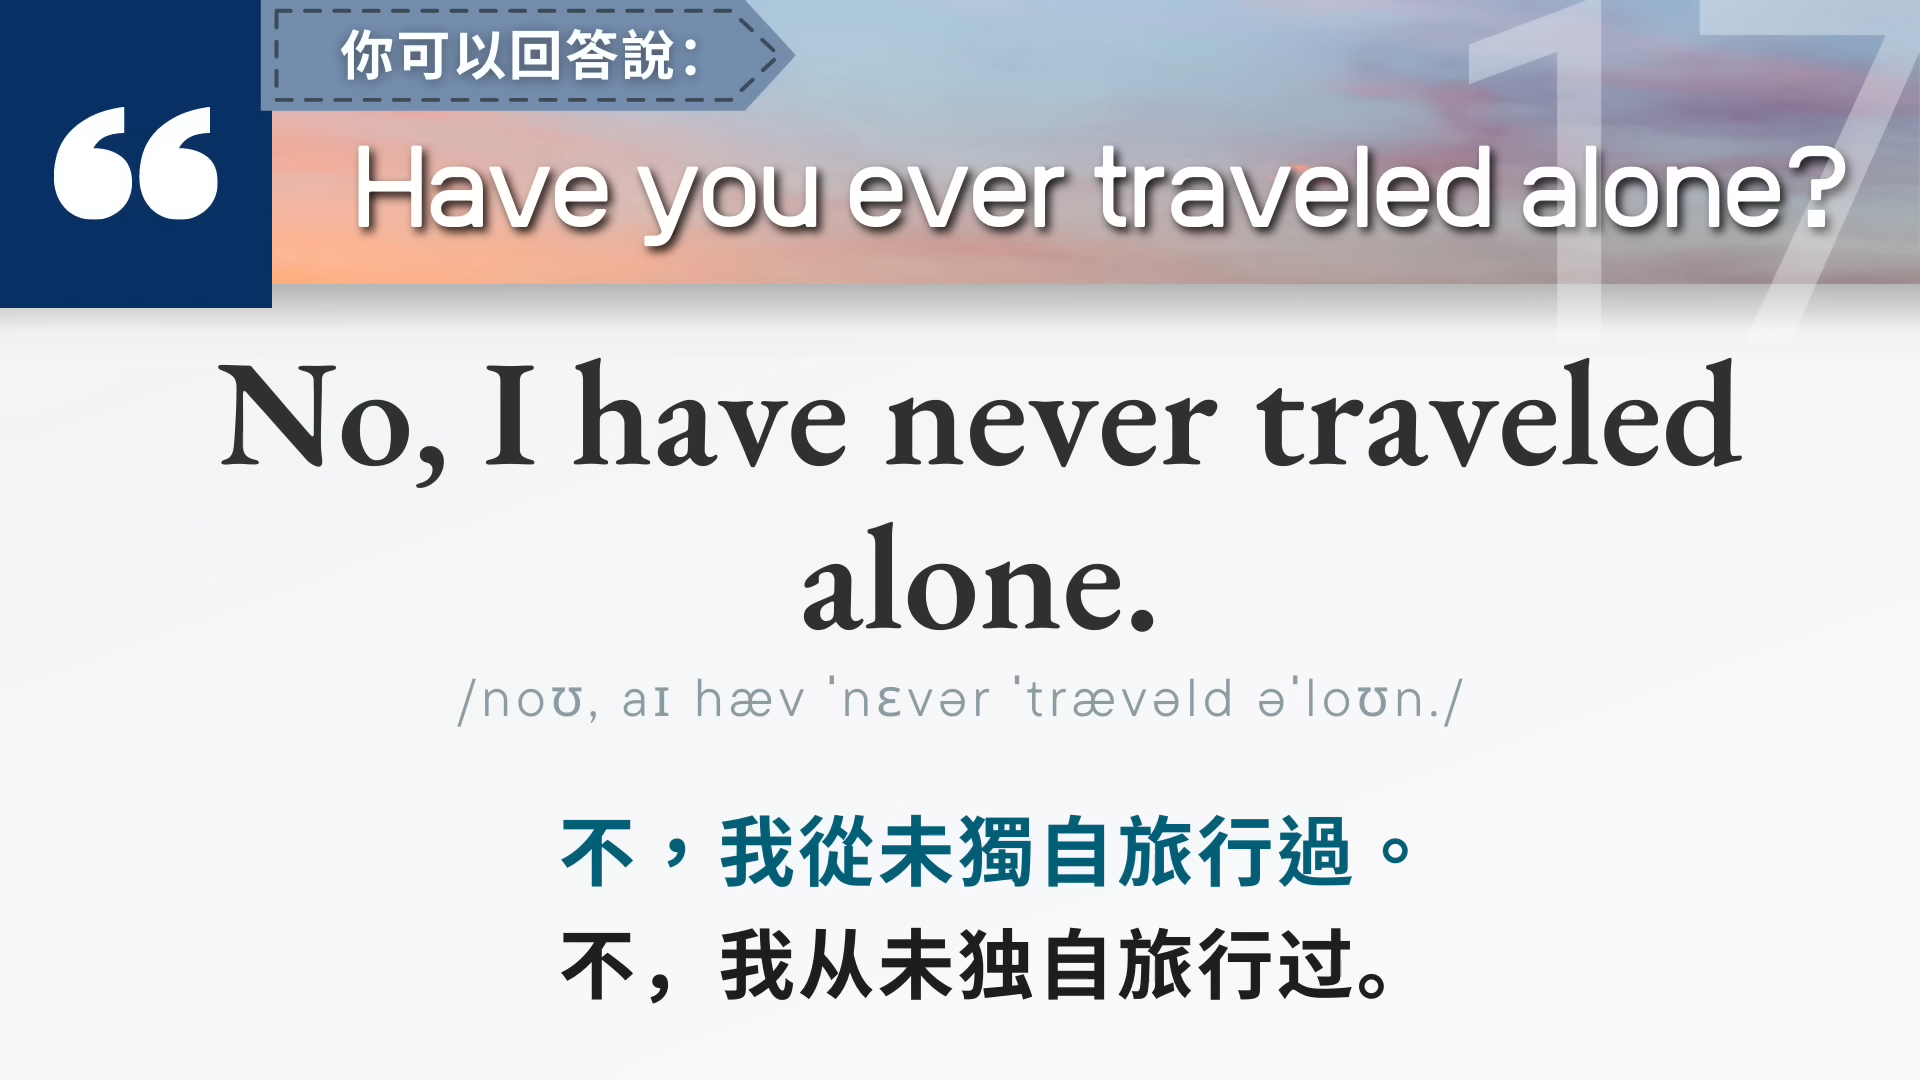 你可以回答說：
17
“
Have you ever traveled alone?
No, I have never traveled
alone.
/noʊ, aɪ hæv ˈnɛvər ˈtrævəld əˈloʊn./
不，我從未獨自旅行過。
不，我从未独自旅行过。